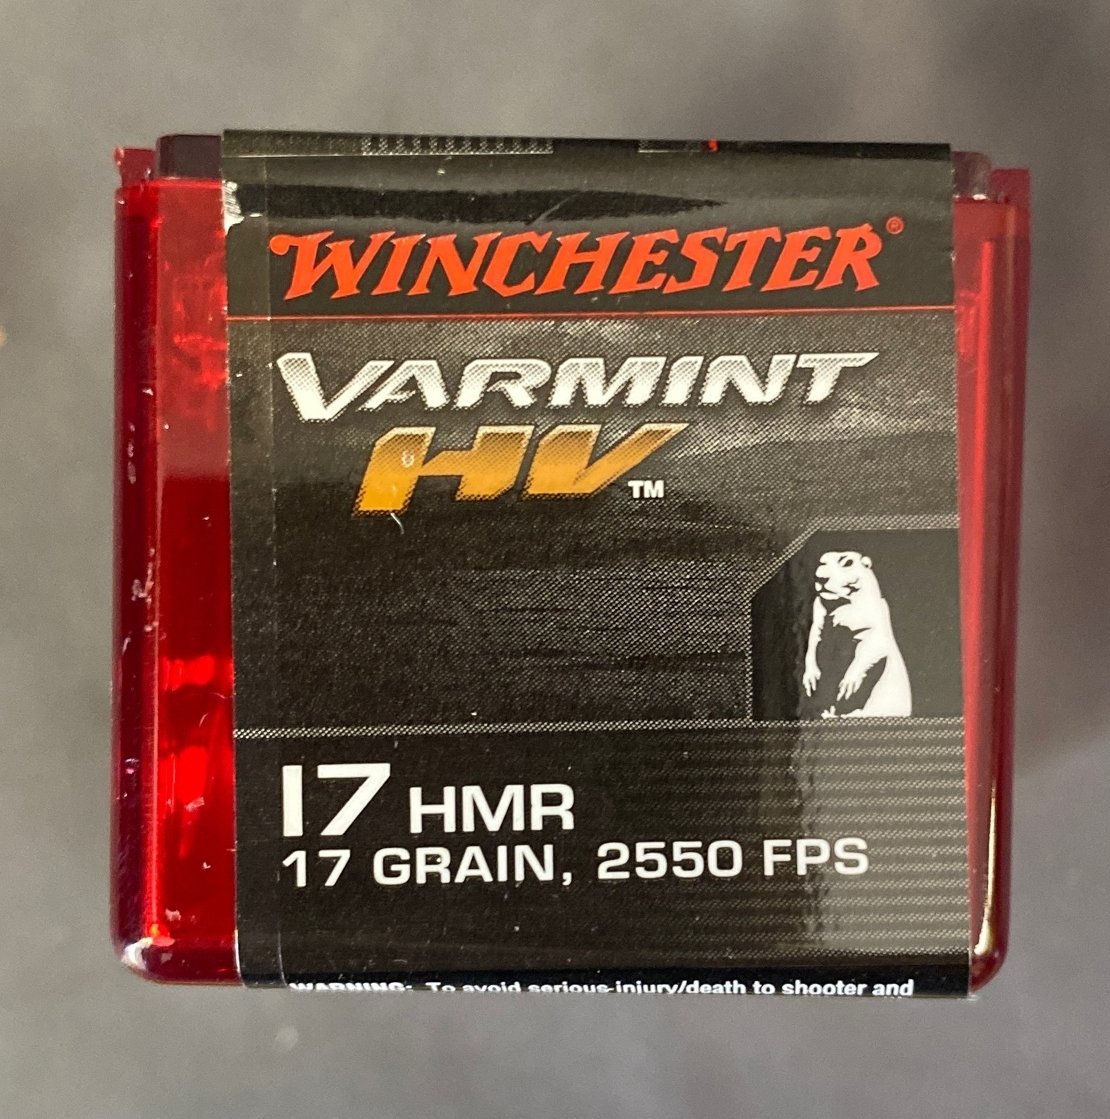 WINCHESTER®
VARMINT
HV™
17 HMR
17 GRAIN, 2550 FPS
WARNING: To avoid serious injury/death to shooter and